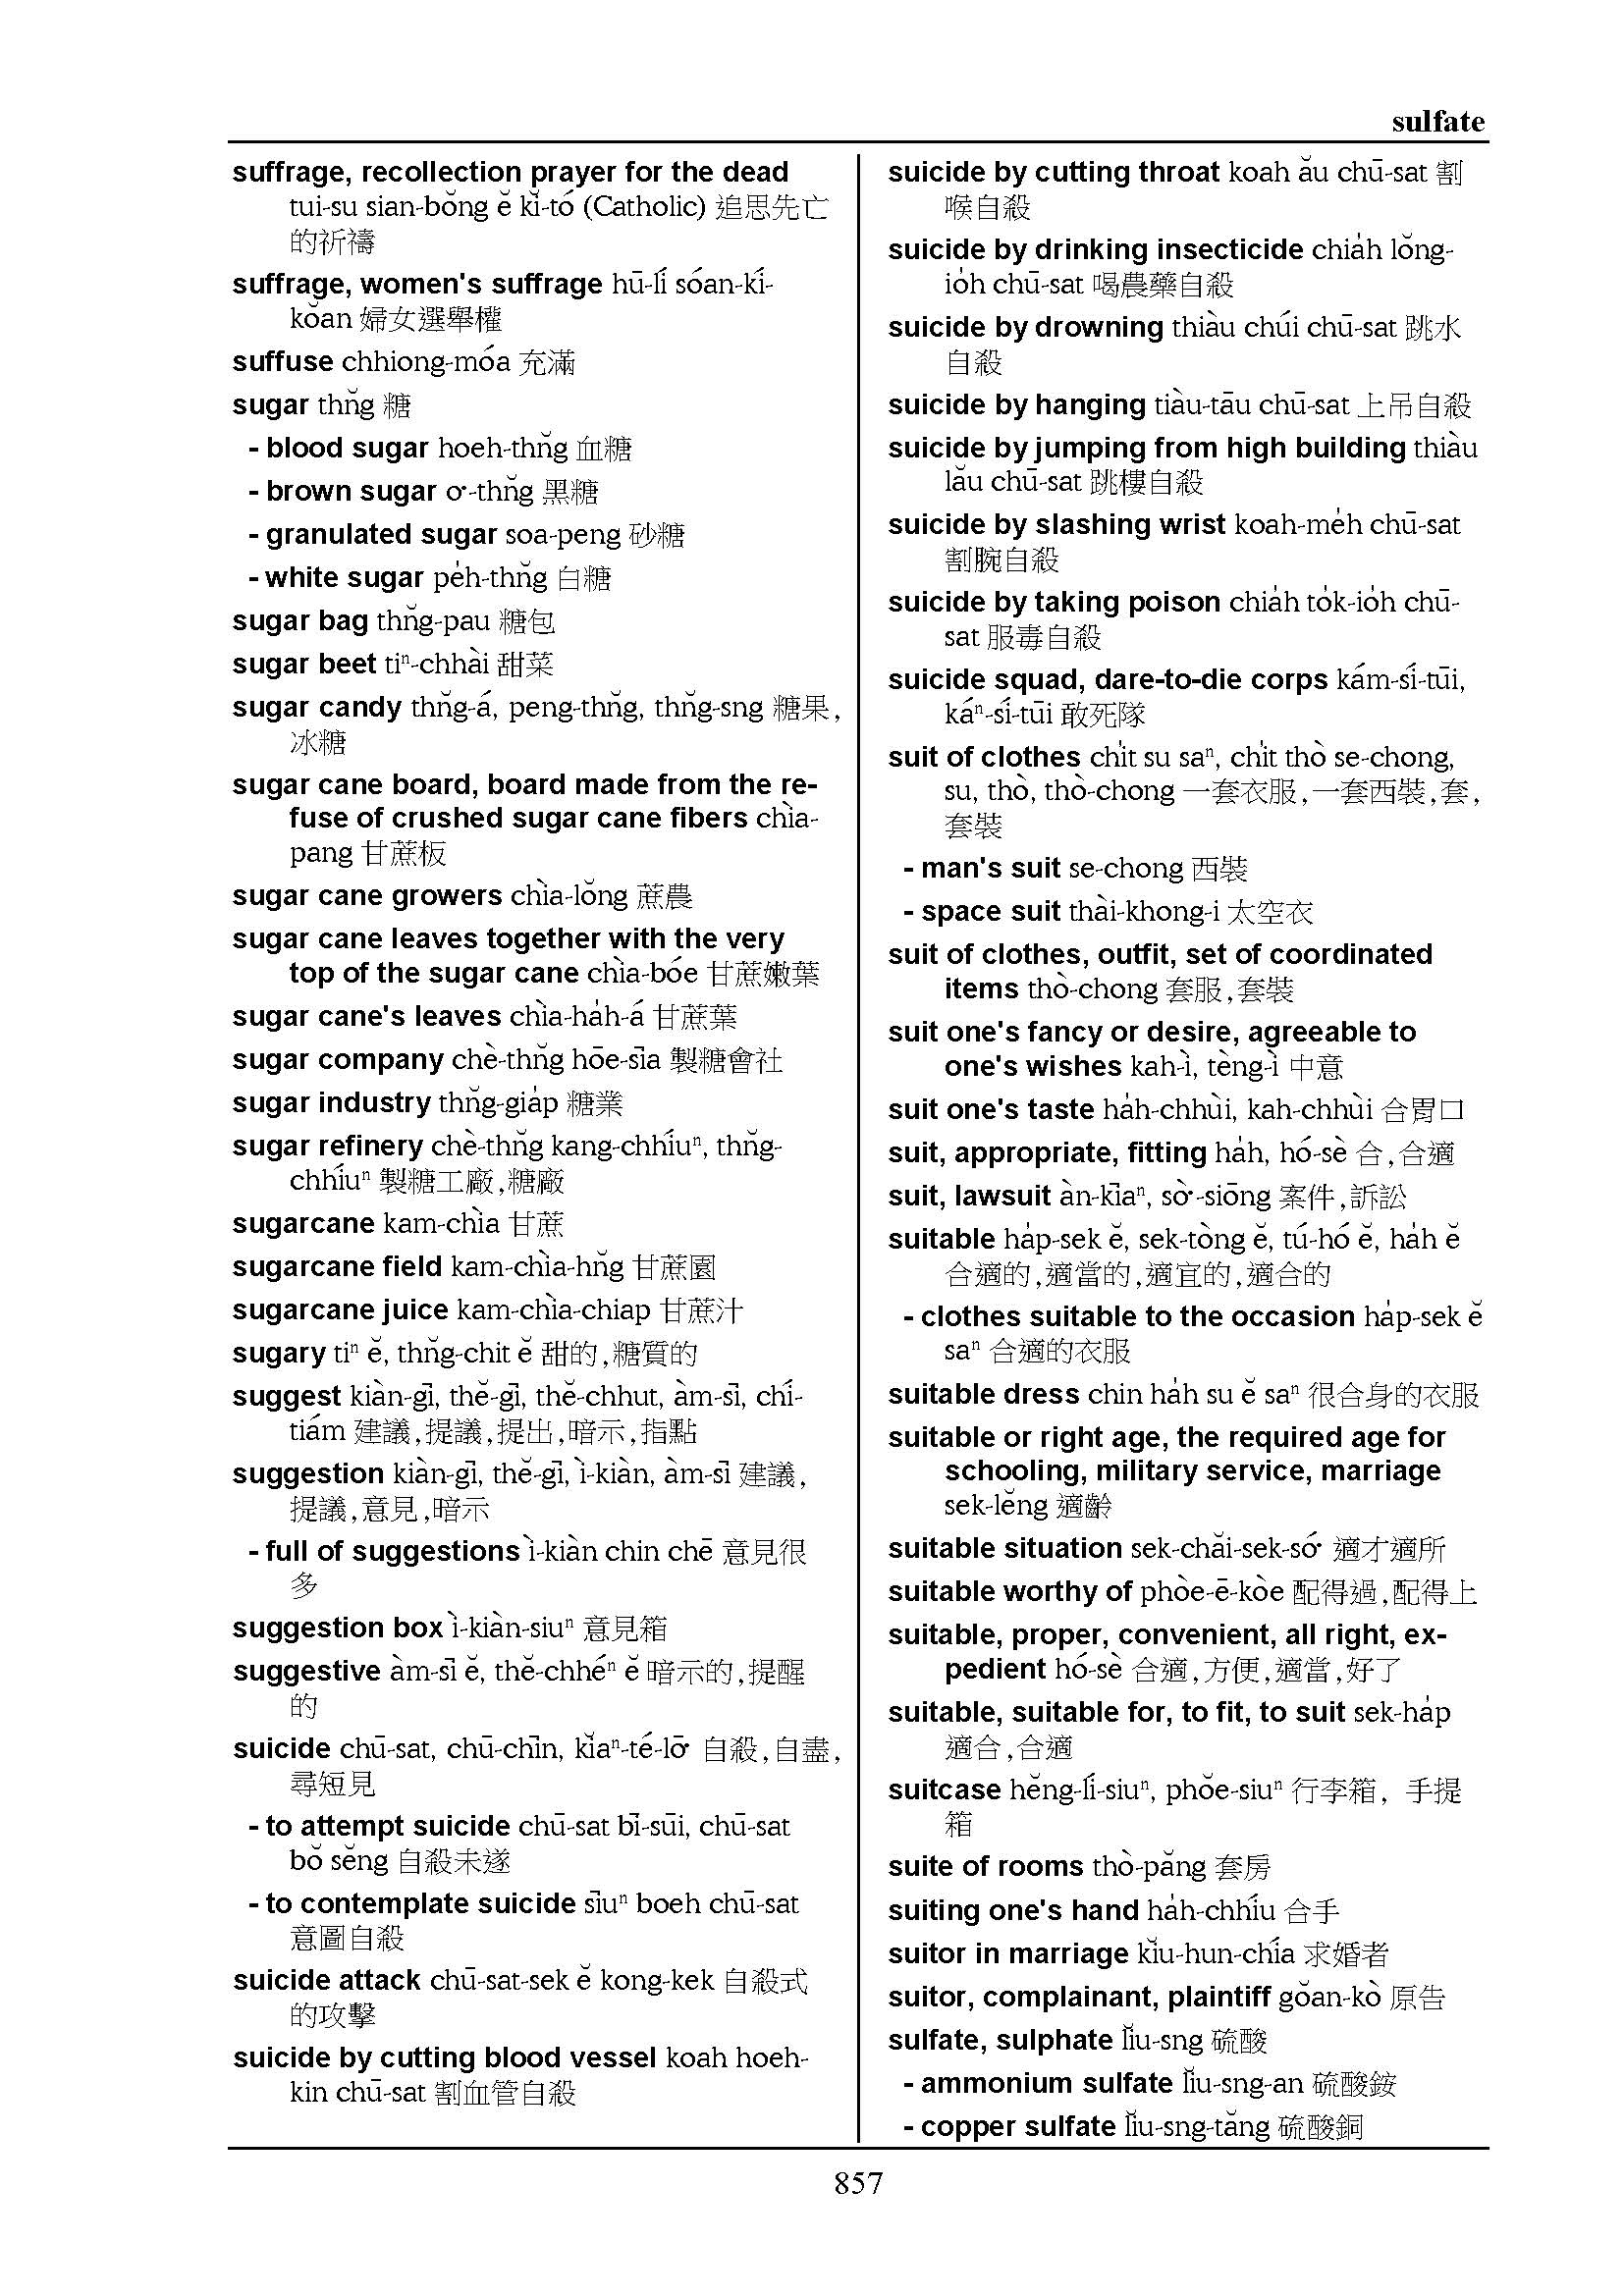 sulfate
suffrage, recollection prayer for the dead
tui-su sian-bŏng ĕ kĭ-tó (Catholic) 追思先亡
的祈禱
suffrage, women's suffrage hū-lí sóan-kí-
kŏan 婦女選舉權
suffuse chhiong-móa 充滿
sugar thn̆g 糖
- blood sugar hoeh-thn̆g 血糖
- brown sugar o͘-thn̆g 黑糖
- granulated sugar soa-peng 砂糖
- white sugar pe̍h-thn̆g 白糖
sugar bag thn̆g-pau 糖包
sugar beet tiⁿ-chhài 甜菜
sugar candy thn̆g-á, peng-thn̆g, thn̆g-sng 糖果,
冰糖
sugar cane board, board made from the re-
fuse of crushed sugar cane fibers chìa-
pang 甘蔗板
sugar cane growers chìa-lŏng 蔗農
sugar cane leaves together with the very
top of the sugar cane chìa-bóe 甘蔗嫩葉
sugar cane's leaves chìa-ha̍h-á 甘蔗葉
sugar company chè-thn̆g hōe-sīa 製糖會社
sugar industry thn̆g-gia̍p 糖業
sugar refinery chè-thn̆g kang-chhíuⁿ, thn̆g-
chhíuⁿ 製糖工廠,糖廠
sugarcane kam-chìa 甘蔗
sugarcane field kam-chìa-hn̆g 甘蔗園
sugarcane juice kam-chìa-chiap 甘蔗汁
sugary tiⁿ ĕ, thn̆g-chit ĕ 甜的,糖質的
suggest kiàn-gī, thĕ-gī, thĕ-chhut, àm-sī, chí-
tiám 建議,提議,提出,暗示,指點
suggestion kiàn-gī, thĕ-gī, ì-kiàn, àm-sī 建議,
提議,意見,暗示
- full of suggestions ì-kiàn chin chē 意見很
多
suggestion box ì-kiàn-siuⁿ 意見箱
suggestive àm-sī ĕ, thĕ-chhéⁿ ĕ 暗示的,提醒
的
suicide chū-sat, chū-chīn, kĭaⁿ-té-lō͘ 自殺,自盡,
尋短見
- to attempt suicide chū-sat bī-sūi, chū-sat
bŏ sĕng 自殺未遂
- to contemplate suicide sīuⁿ boeh chū-sat
意圖自殺
suicide attack chū-sat-sek ĕ kong-kek 自殺式
的攻擊
suicide by cutting blood vessel koah hoeh-
kin chū-sat 割血管自殺
suicide by cutting throat koah ău chū-sat 割
喉自殺
suicide by drinking insecticide chia̍h lŏng-
io̍h chū-sat 喝農藥自殺
suicide by drowning thiàu chúi chū-sat 跳水
自殺
suicide by hanging tiàu-tāu chū-sat 上吊自殺
suicide by jumping from high building thiàu
lău chū-sat 跳樓自殺
suicide by slashing wrist koah-me̍h chū-sat
割腕自殺
suicide by taking poison chia̍h to̍k-io̍h chū-
sat 服毒自殺
suicide squad, dare-to-die corps kám-sí-tūi,
káⁿ-sí-tūi 敢死隊
suit of clothes chi̍t su saⁿ, chi̍t thò se-chong,
su, thò, thò-chong 一套衣服,一套西裝,套,
套裝
- man's suit se-chong 西裝
- space suit thài-khong-i 太空衣
suit of clothes, outfit, set of coordinated
items thò-chong 套服,套裝
suit one's fancy or desire, agreeable to
one's wishes kah-ì, tèng-ì 中意
suit one's taste ha̍h-chhùi, kah-chhùi 合胃口
suit, appropriate, fitting ha̍h, hó-sè 合,合適
suit, lawsuit àn-kīaⁿ, sò͘-siōng 案件,訴訟
suitable ha̍p-sek ĕ, sek-tòng ĕ, tú-hó ĕ, ha̍h ĕ
合適的,適當的,適宜的,適合的
- clothes suitable to the occasion ha̍p-sek ĕ
saⁿ 合適的衣服
suitable dress chin ha̍h su ĕ saⁿ 很合身的衣服
suitable or right age, the required age for
schooling, military service, marriage
sek-lĕng 適齡
suitable situation sek-chăi-sek-só͘ 適才適所
suitable worthy of phòe-ē-kòe 配得過,配得上
suitable, proper, convenient, all right, ex-
pedient hó-sè 合適,方便,適當,好了
suitable, suitable for, to fit, to suit sek-ha̍p
適合,合適
suitcase hĕng-lí-siuⁿ, phŏe-siuⁿ 行李箱, 手提
箱
suite of rooms thò-păng 套房
suiting one's hand ha̍h-chhíu 合手
suitor in marriage kĭu-hun-chía 求婚者
suitor, complainant, plaintiff gŏan-kò 原告
sulfate, sulphate lĭu-sng 硫酸
- ammonium sulfate lĭu-sng-an 硫酸銨
- copper sulfate lĭu-sng-tăng 硫酸銅
857